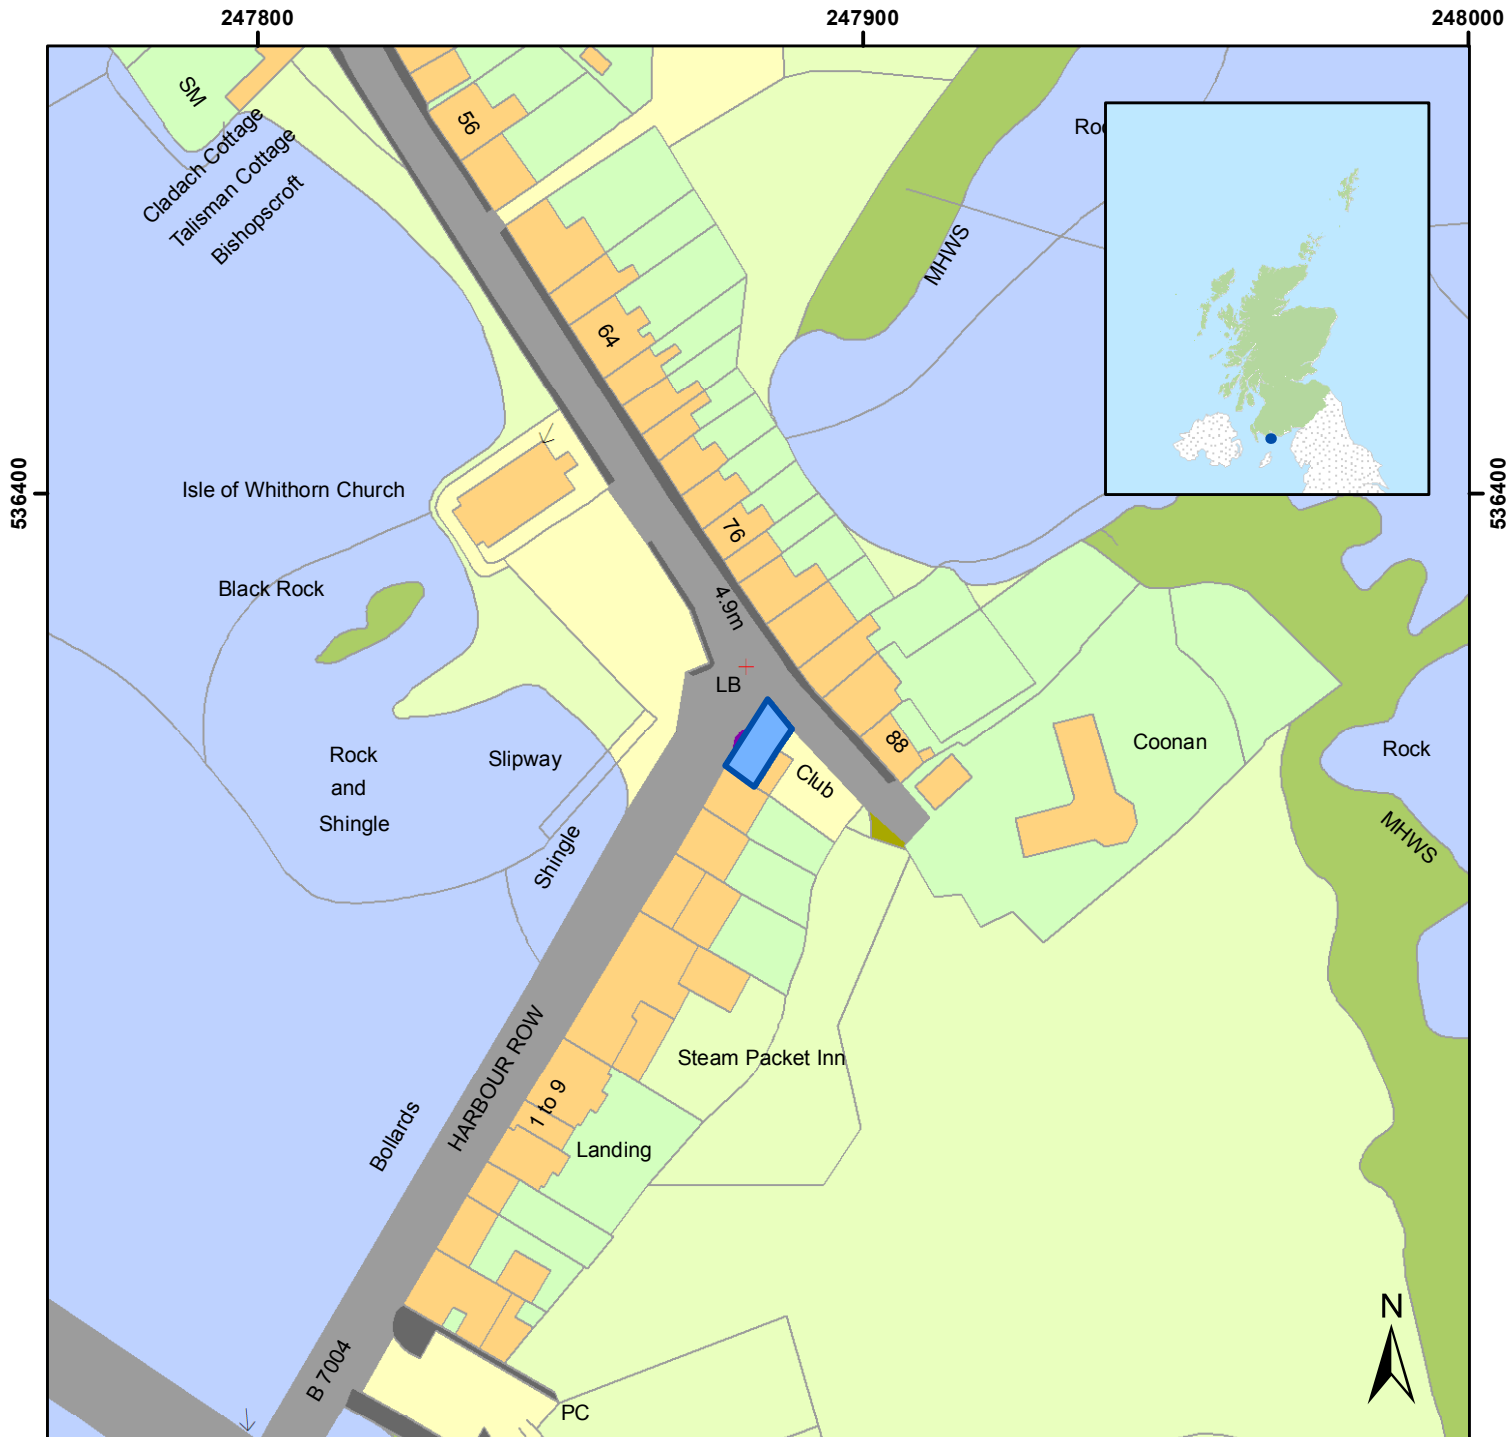 247800
247900
248000
SM
56
Cladach Cottage
Talisman Cottage
Bishopscroft
MHWS
64
536400
536400
Isle of Whithorn Church
76
Black Rock
4.9m
LB
88
Coonan
Rock
Rock
and
Shingle
Slipway
Club
Shingle
MHWS
HARBOUR ROW
Steam Packet Inn
1 to 9
Bollards
Landing
N
B 7004
PC